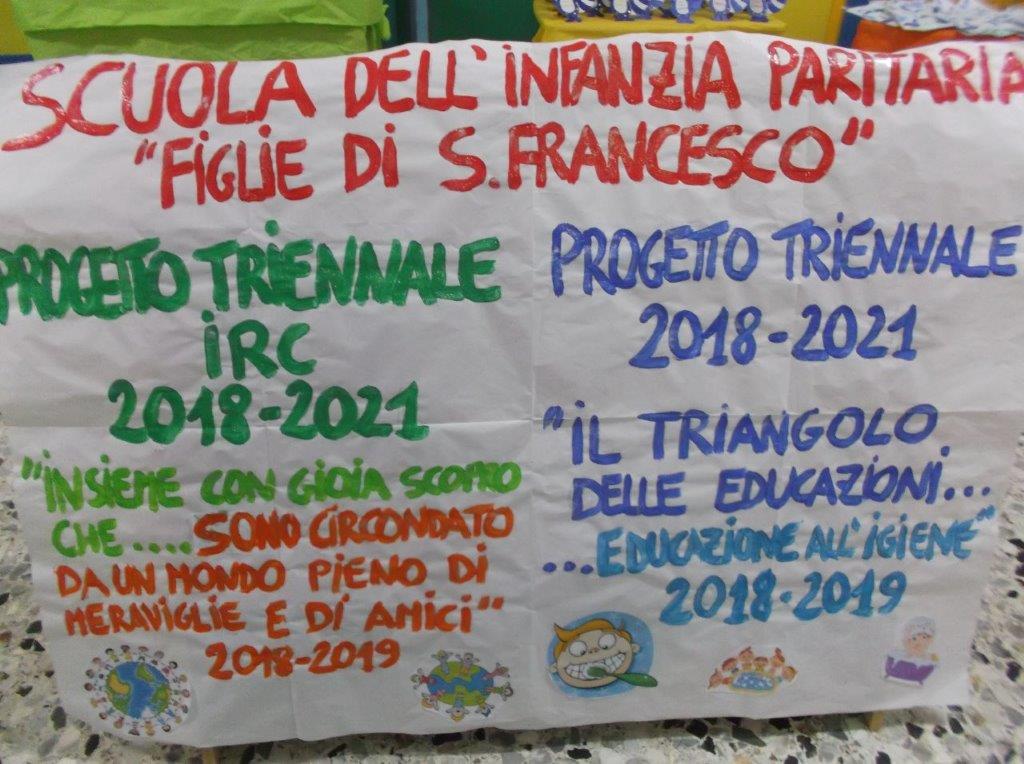 SCUOLA DELL'INFANZIA PARITARIA
"FIGLIE DI S.FRANCESCO"
PROGETTO TRIENNALE
IRC
2018-2021
"INSIEME CON GIOIA SCOPRO
CHE....SONO CIRCONDATO
DA UN MONDO PIENO DI
MERAVIGLIE E DI AMICI"
2018-2019
PROGETTO TRIENNALE
2018-2021
"IL TRIANGOLO
DELLE EDUCAZIONI...
...EDUCAZIONE ALL'IGIENE"
2018-2019